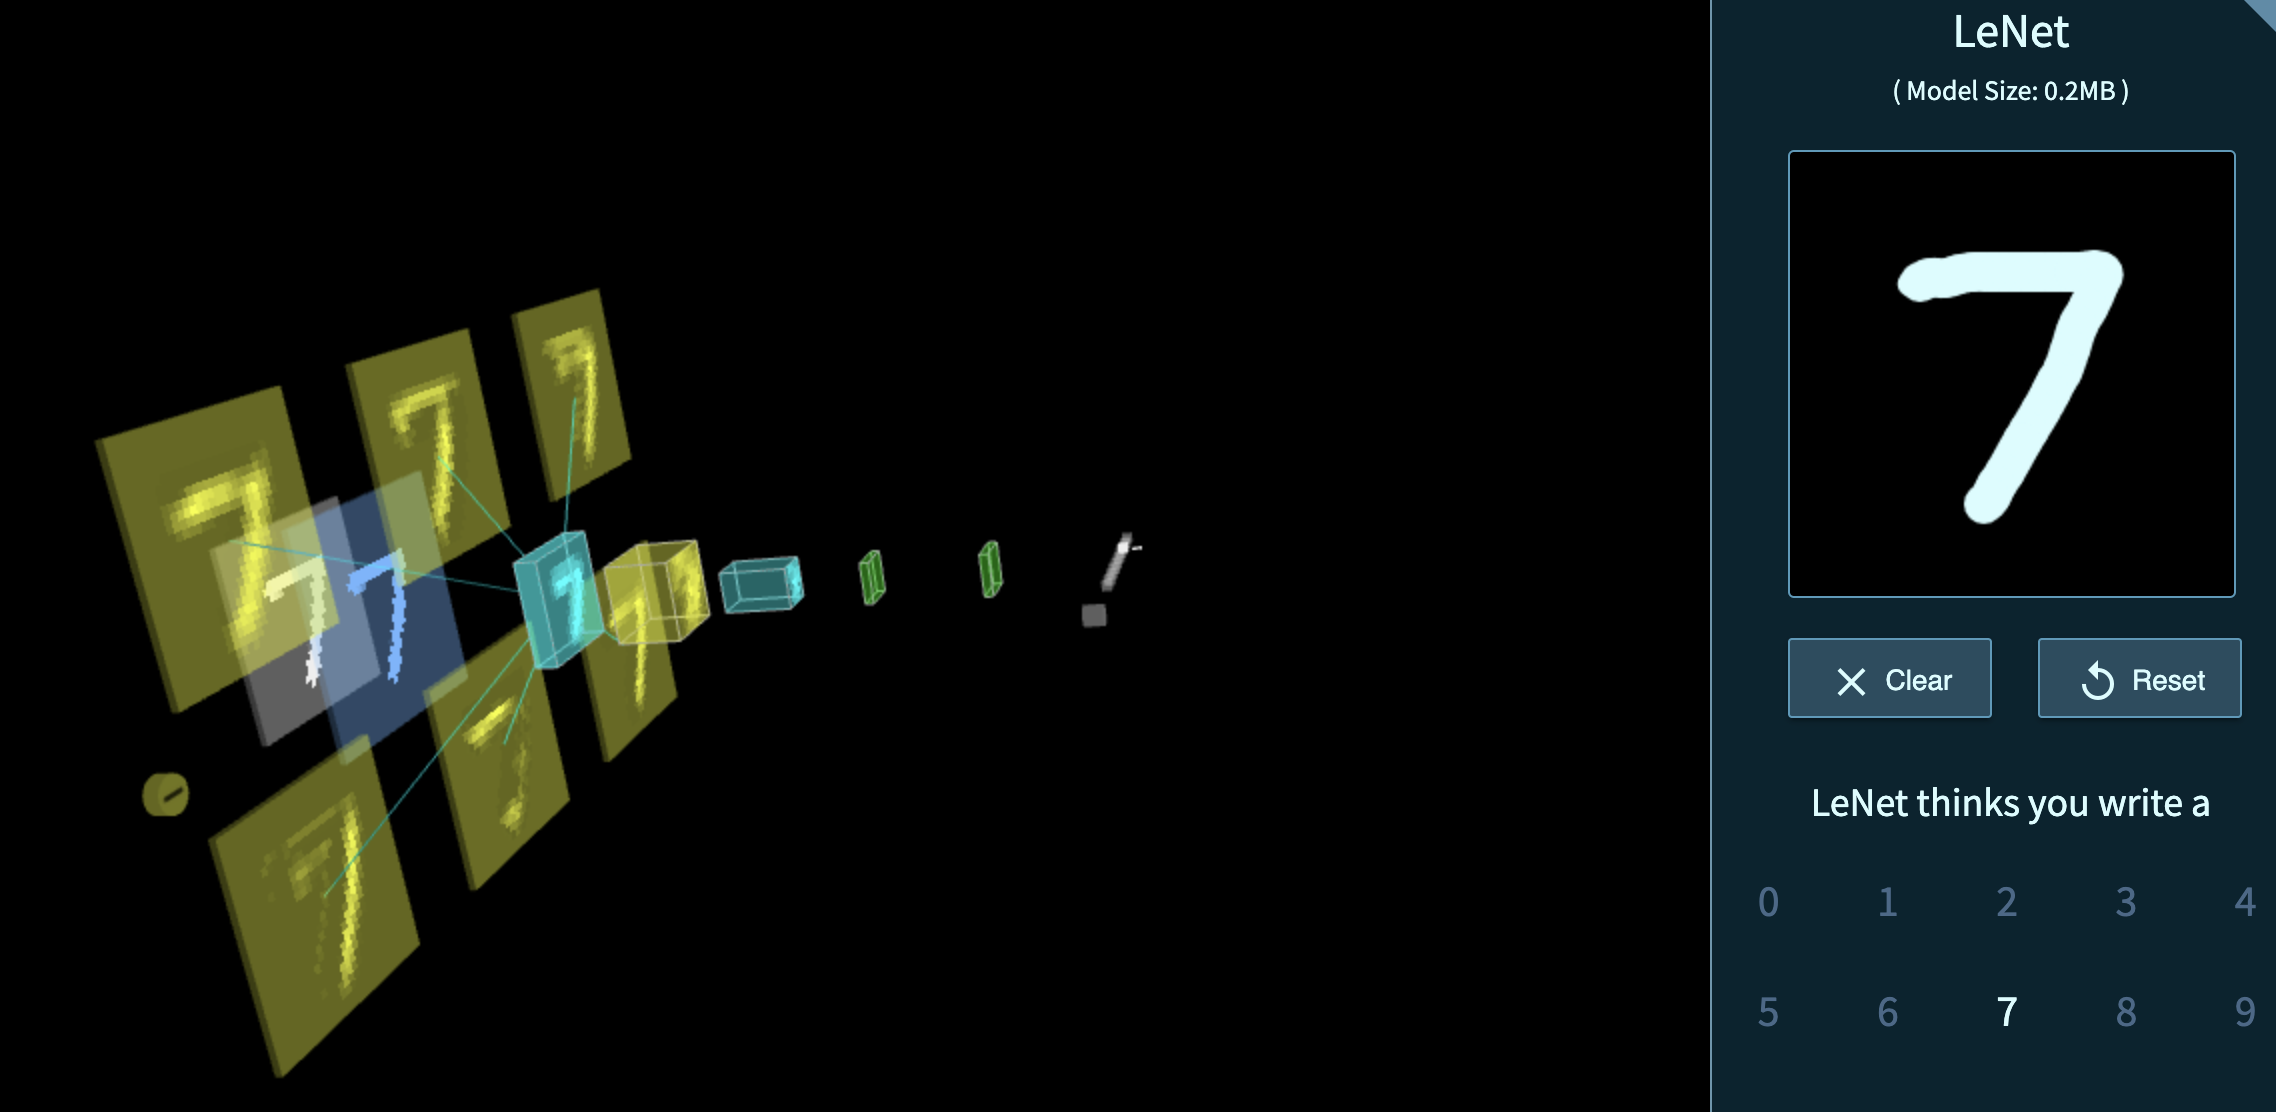 LeNet
( Model Size: 0.2MB )
7
Clear
Reset
LeNet thinks you write a
0 1 2 3 4
5 6 7 8 9